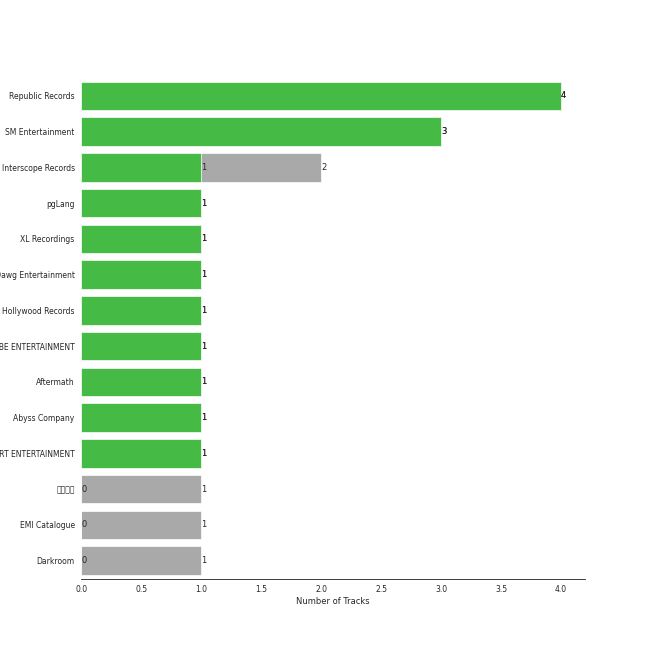 Republic Records
4
SM Entertainment
3
Interscope Records
1
2
pgLang
1
XL Recordings
1
Entertainment
1
Hollywood Records
1
ENTERTAINMENT
1
Aftermath
1
Abyss Company
1
ENTERTAINMENT
1
0
1
EMI Catalogue
0
1
Darkroom
0
1
0.0
0.5
1.0
1.5
2.0
2.5
3.0
3.5
4.0
Number of Tracks